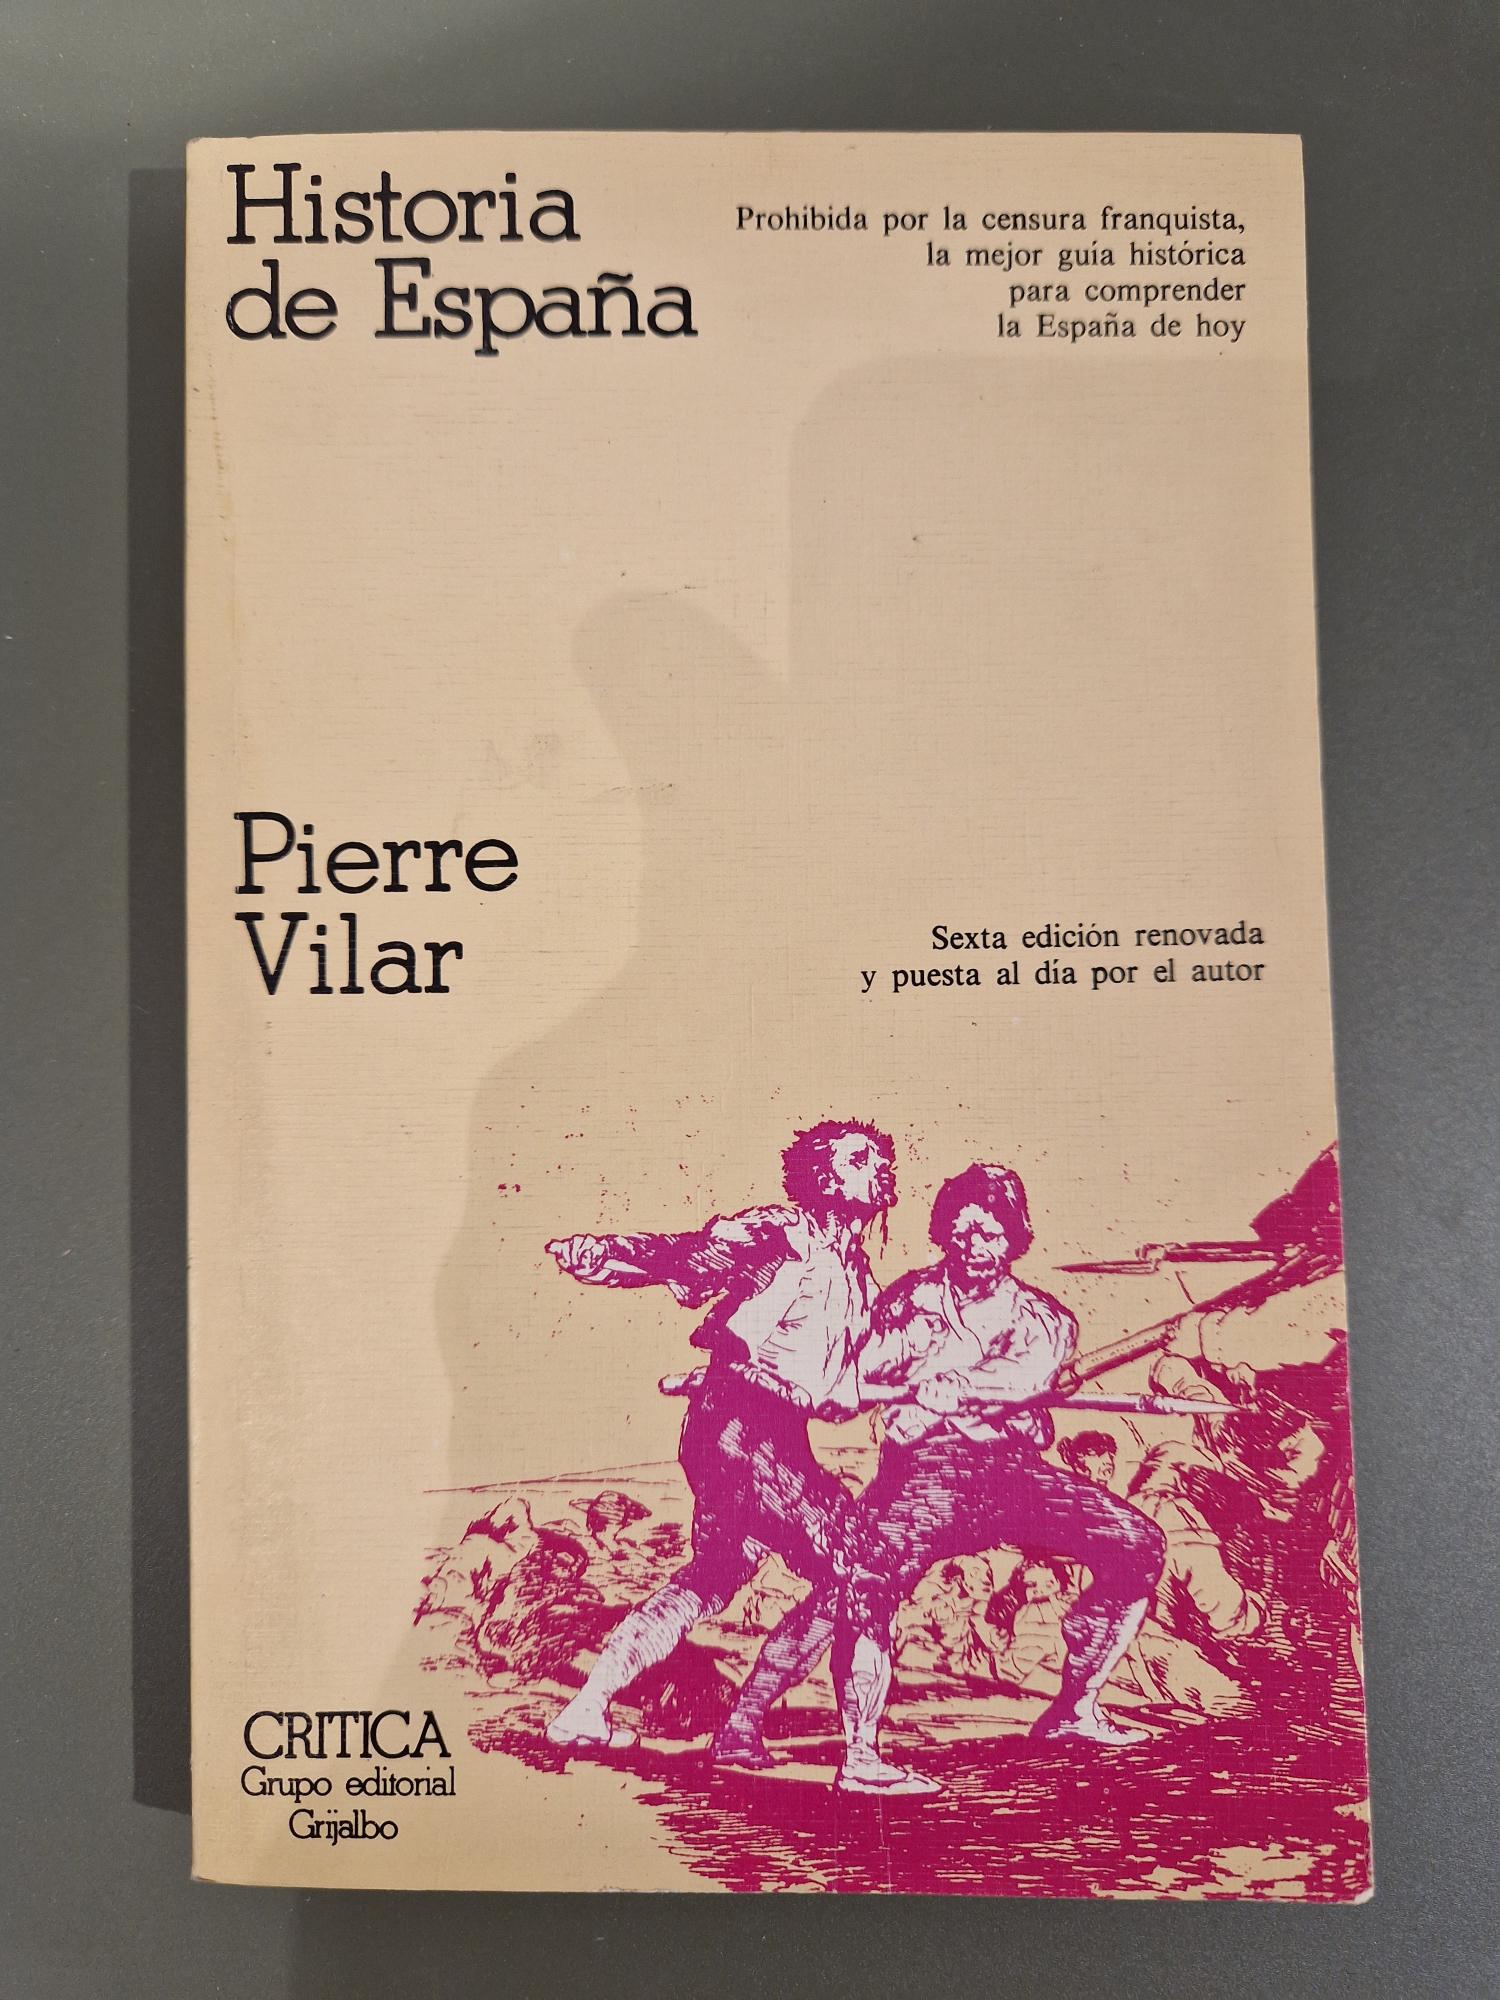 Historia
de España
Prohibida por la censura franquista,
la mejor guía histórica
para comprender
la España de hoy
Pierre
Vilar
Sexta edición renovada
y puesta al día por el autor
CRITICA
Grupo editorial
Grijalbo